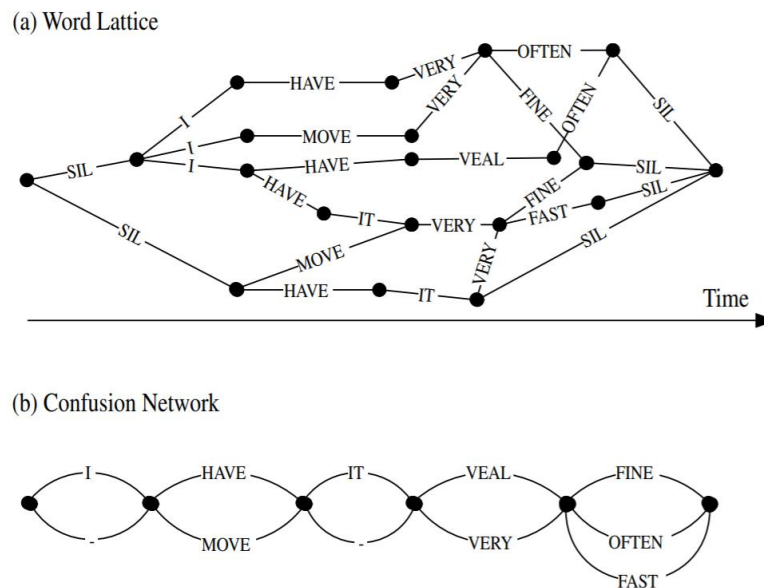 (a) Word Lattice
OFTEN
VERY
HAVE
VERY
FINE
OFTEN
SIL
I
I
MOVE
SIL
I
HAVE
VEAL
SIL
HAVE
FINE
SIL
IT
VERY
FAST
SIL
MOVE
VERY
SIL
HAVE
IT
Time
(b) Confusion Network
I HAVE IT VEAL FINE
- MOVE - VERY OFTEN
FAST